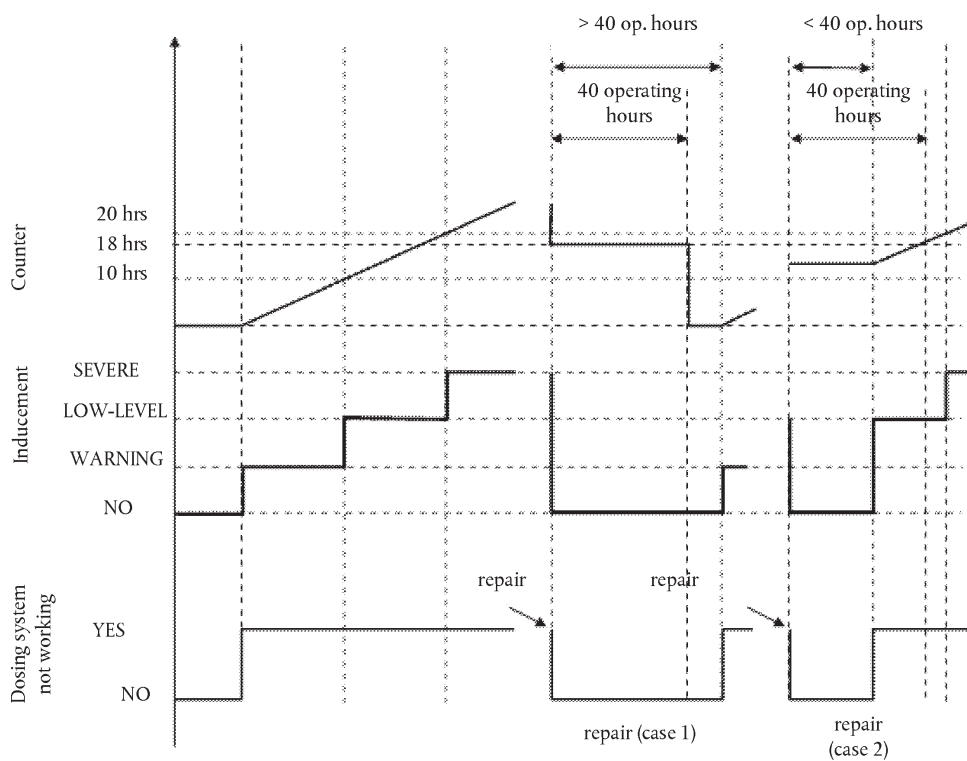 > 40 op. hours
< 40 op. hours
40 operating
hours
40 operating
hours
Counter
20 hrs
18 hrs
10 hrs
Inducement
SEVERE
LOW-LEVEL
WARNING
NO
Dosing system
not working
YES
NO
repair
repair
repair (case 1)
repair
(case 2)